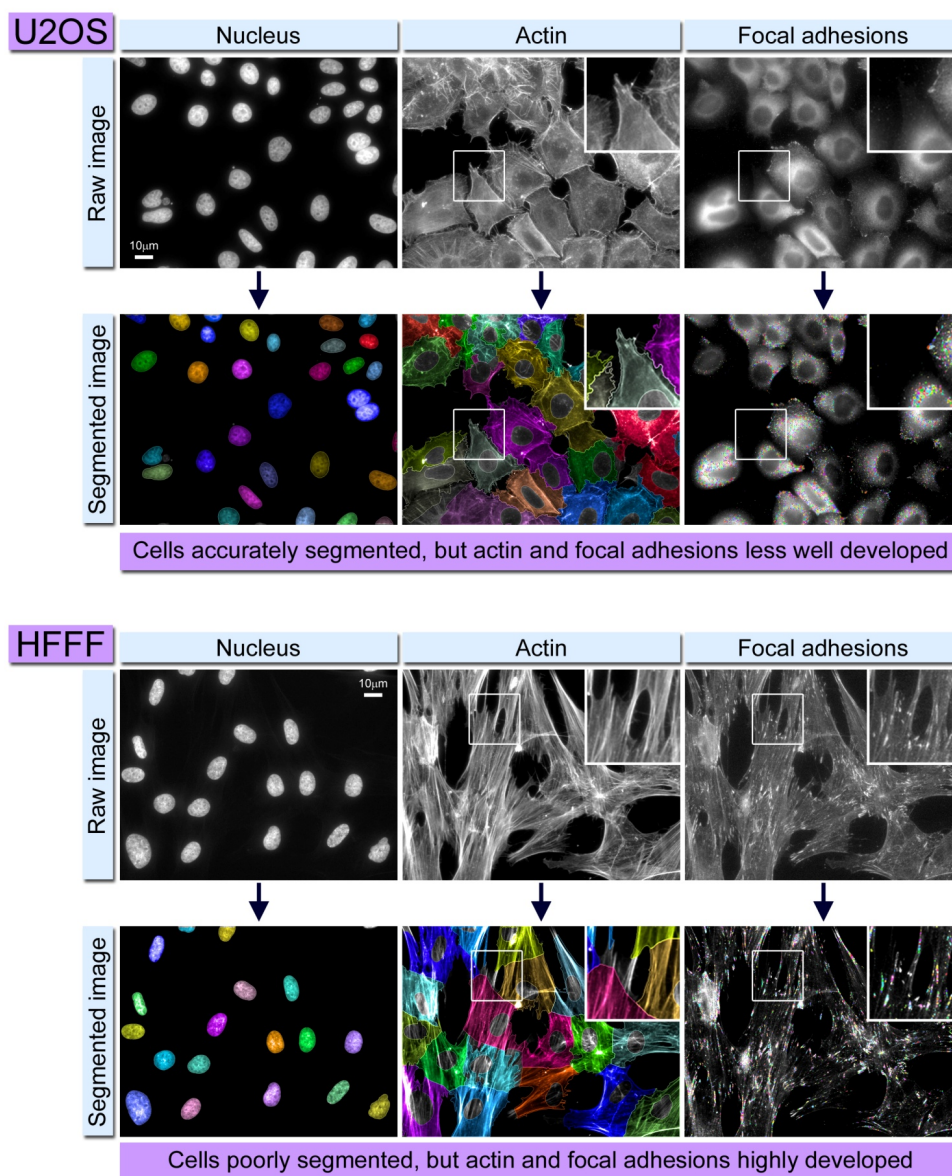 U2OS
Nucleus
Actin
Focal adhesions
Raw image
10µm
Segmented image
Cells accurately segmented, but actin and focal adhesions less well developed
HFFF
Nucleus
Actin
Focal adhesions
Raw image
10µm
Segmented image
Cells poorly segmented, but actin and focal adhesions highly developed